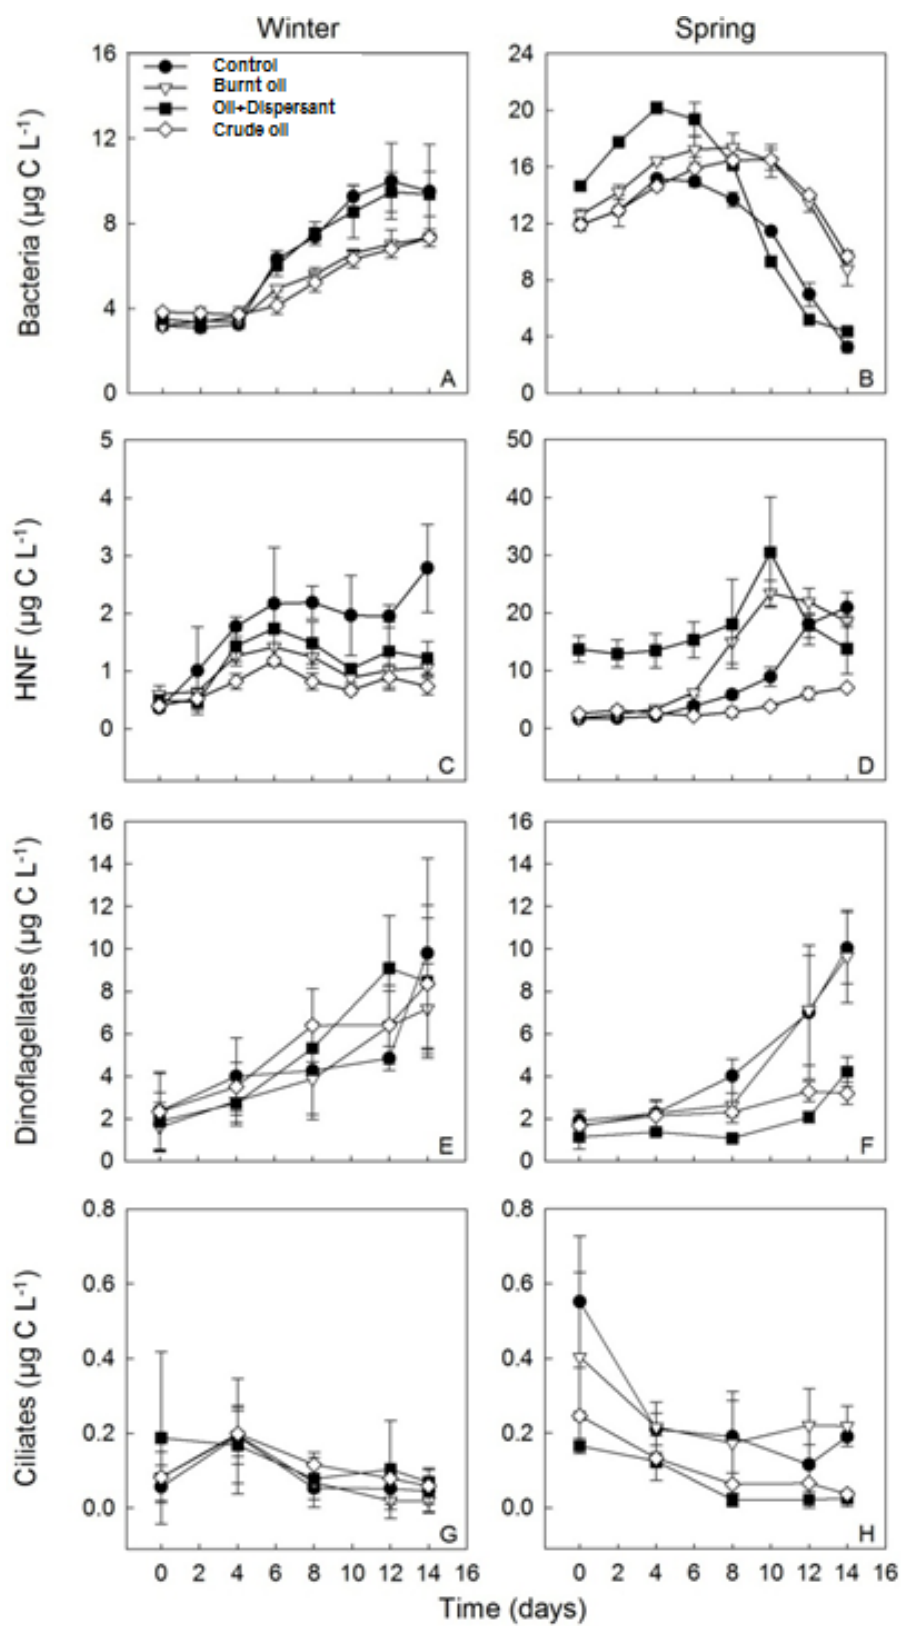 Winter
Spring
16
12
8
4
0
Bacteria (µg C L-1)
Control
Burnt oil
Oil+Dispersant
Crude oil
A
24
20
16
12
8
4
0
B
5
4
3
2
1
0
HNF (µg C L-1)
C
50
40
30
20
10
0
D
16
14
12
10
8
6
4
2
0
Dinoflagellates (µg C L-1)
E
16
14
12
10
8
6
4
2
0
F
0.8
0.6
0.4
0.2
0.0
Ciliates (µg C L-1)
G
0.8
0.6
0.4
0.2
0.0
H
0 2 4 6 8 10 12 14 16
0 2 4 6 8 10 12 14 16
Time (days)